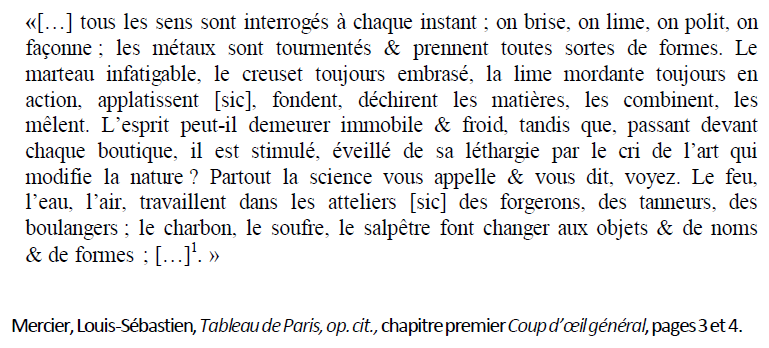 «[…] tous les sens sont interrogés à chaque instant ; on brise, on lime, on polit, on
façonne ; les métaux sont tourmentés & prennent toutes sortes de formes. Le
marteau infatigable, le creuset toujours embrasé, la lime mordante toujours en
action, applatissent [sic], fondent, déchirent les matières, les combinent, les
mêlent. L’esprit peut-il demeurer immobile & froid, tandis que, passant devant
chaque boutique, il est stimulé, éveillé de sa léthargie par le cri de l’art qui
modifie la nature ? Partout la science vous appelle & vous dit, voyez. Le feu,
l’eau, l’air, travaillent dans les atteliers [sic] des forgerons, des tanneurs, des
boulangers ; le charbon, le soufre, le salpêtre font changer aux objets & de noms
& de formes ; […]¹. »
Mercier, Louis-Sébastien, Tableau de Paris, op. cit., chapitre premier Coup d’œil général, pages 3 et 4.